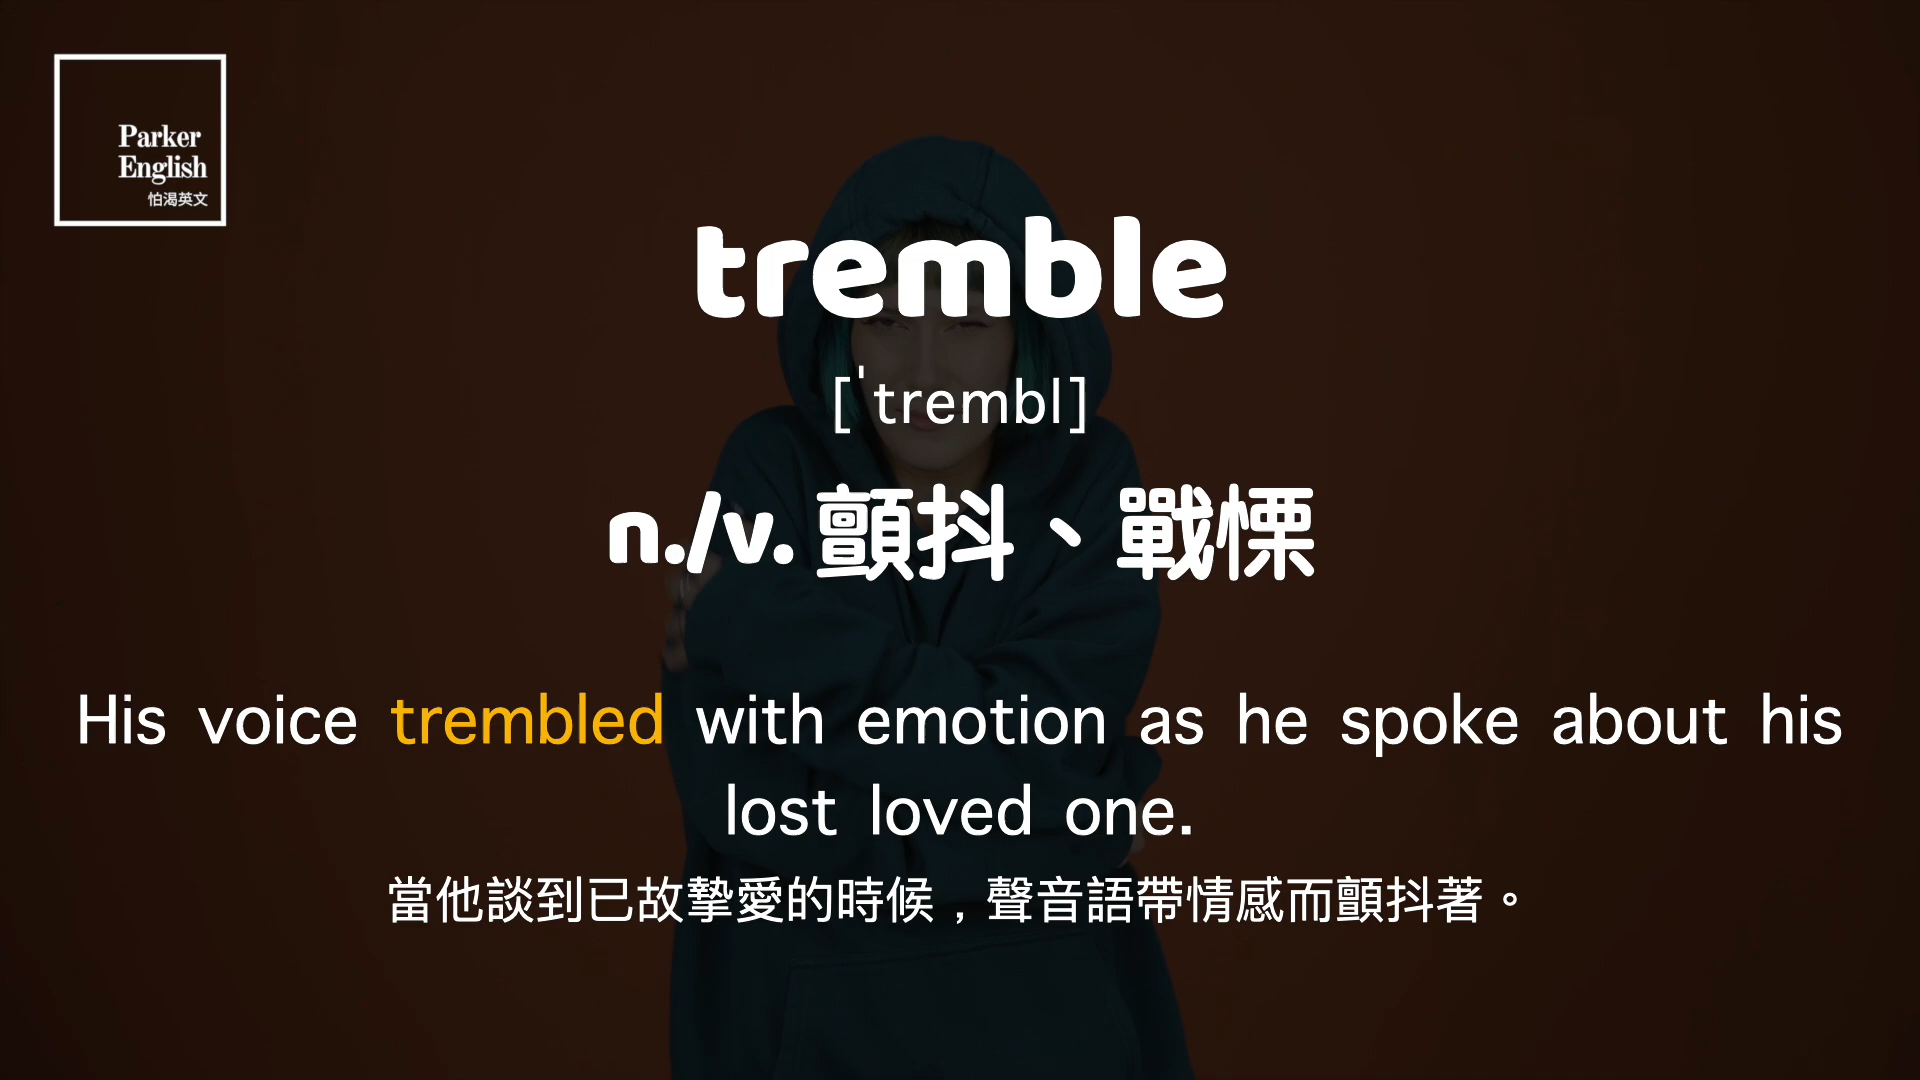 Parker
English
怕渴英文
tremble
[ˈtrembl]
n./v. 顫抖、戰慄
His voice trembled with emotion as he spoke about his
lost loved one.
當他談到已故摯愛的時候，聲音語帶情感而顫抖著。